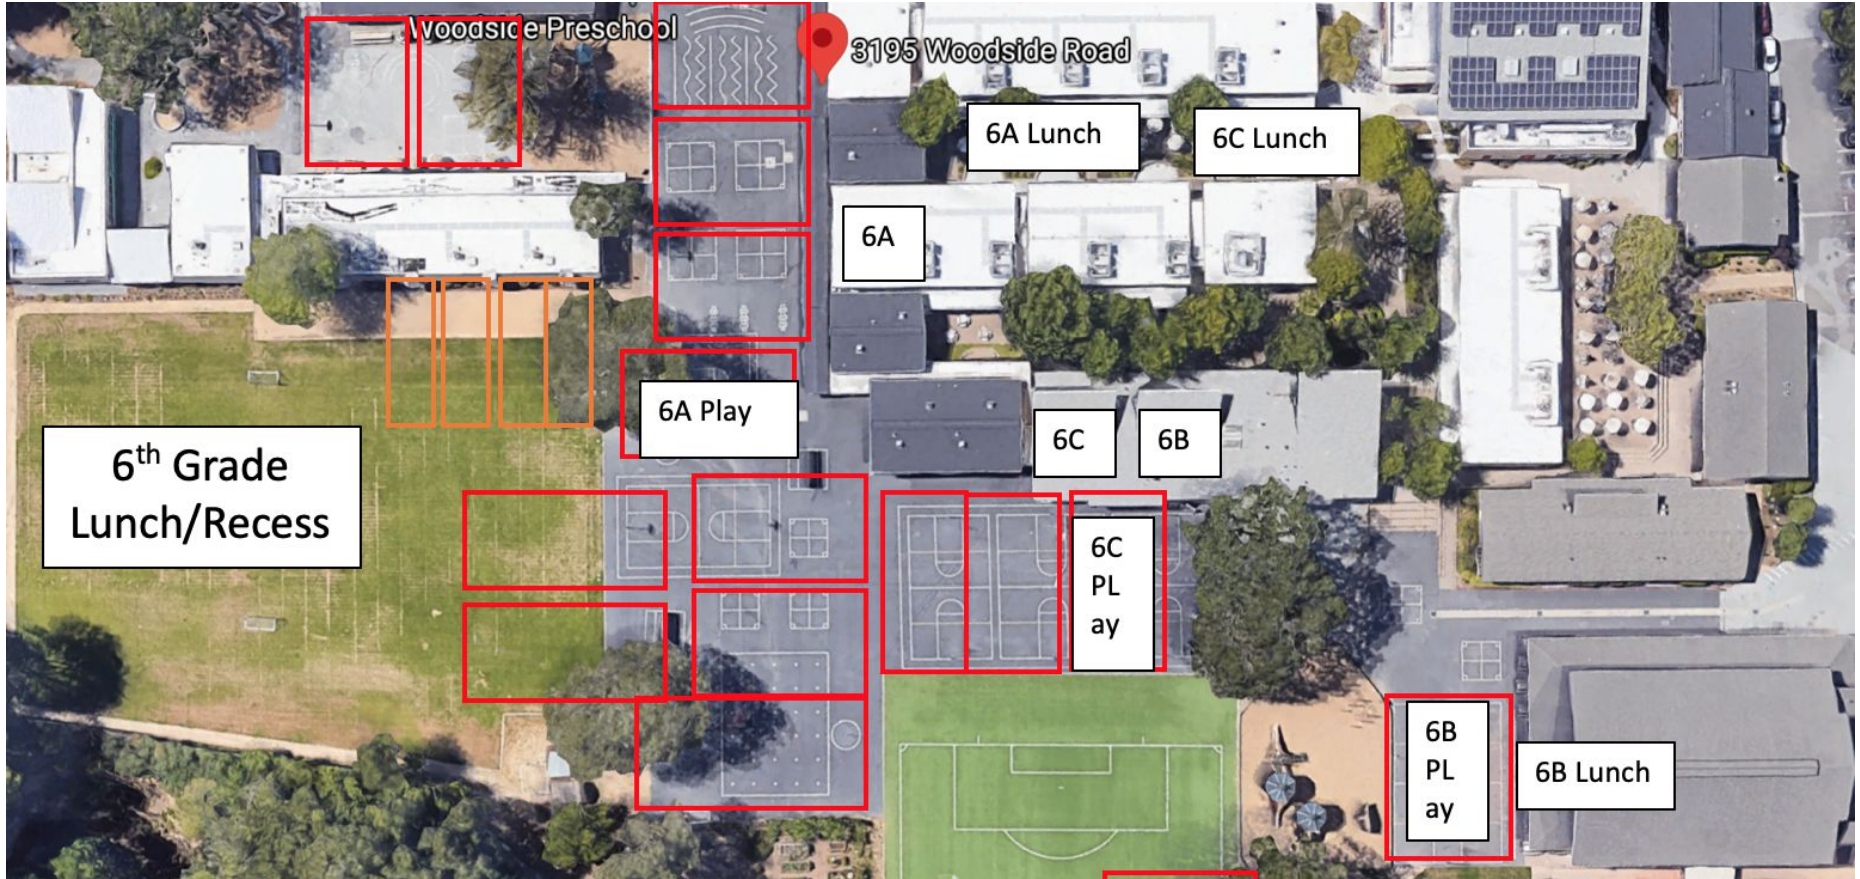 Woodside Preschool
3195 Woodside Road
6A Lunch
6C Lunch
6A
6A Play
6C
6B
6th Grade
Lunch/Recess
6C
PL
ay
6B
PL
ay
6B Lunch